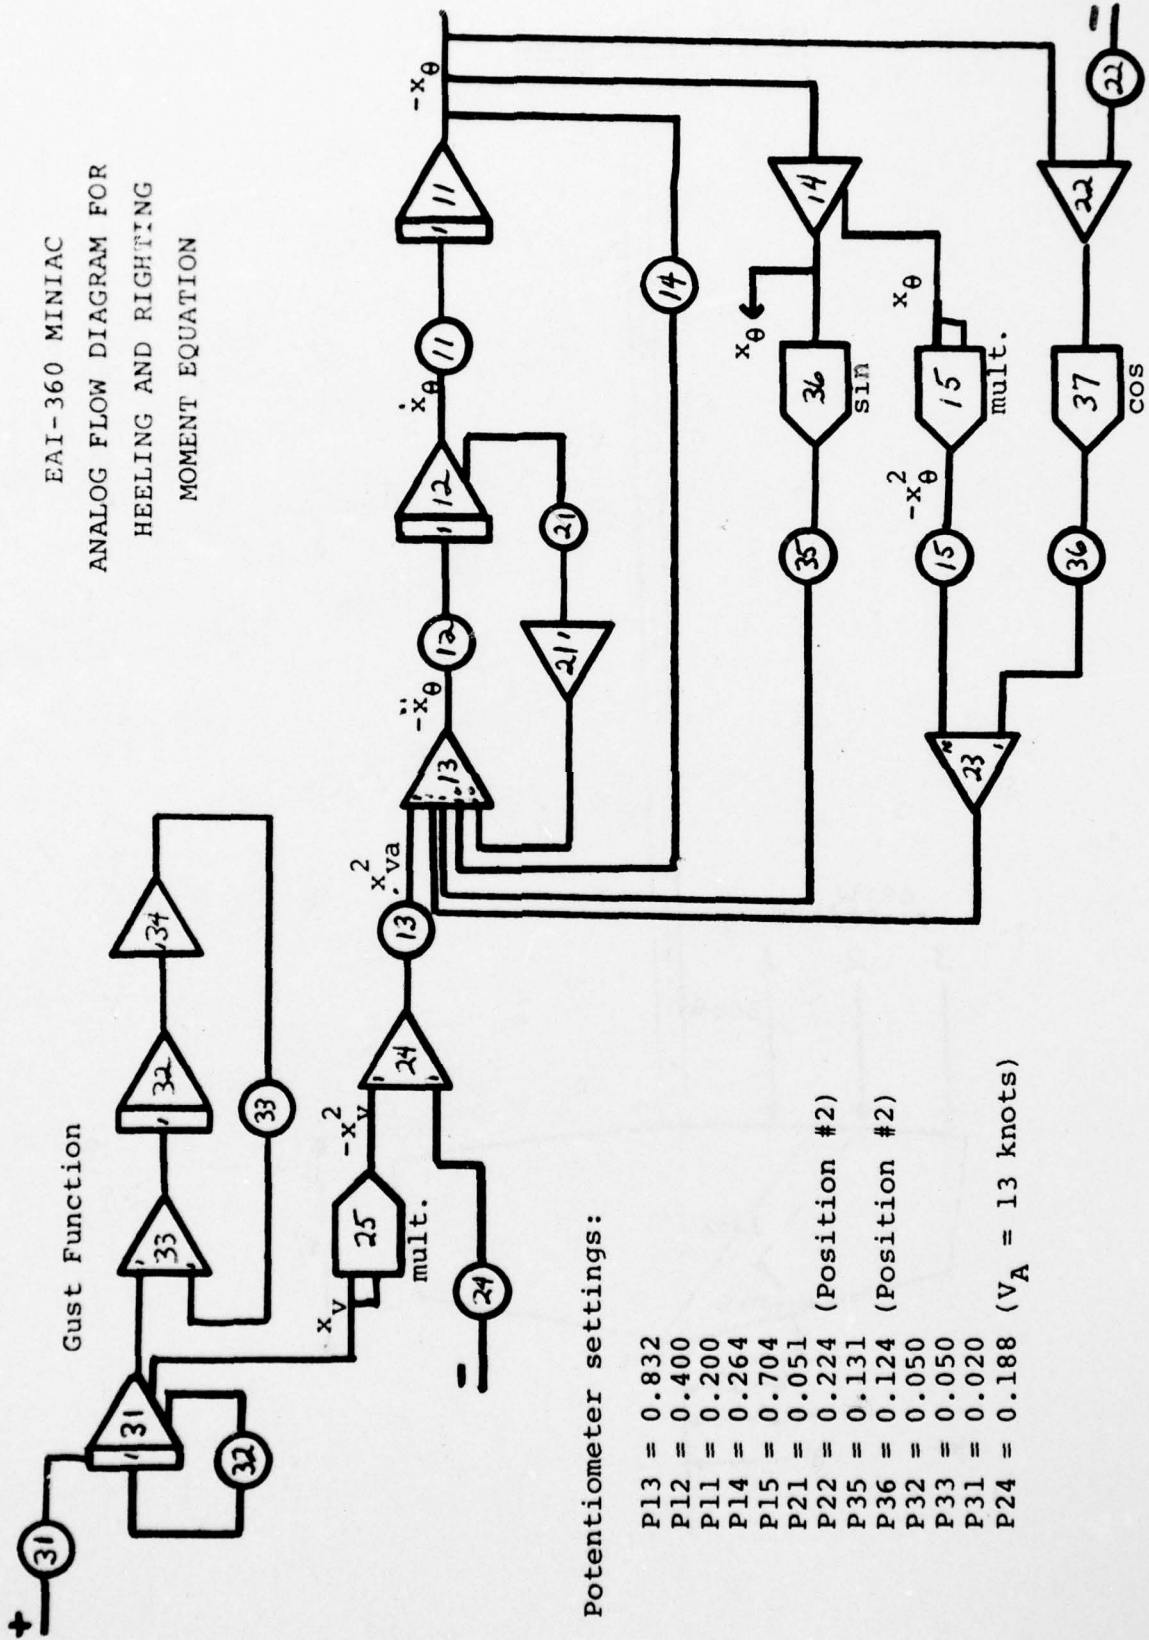 EAI-360 MINIAC
ANALOG FLOW DIAGRAM FOR
HEELING AND RIGHTING
MOMENT EQUATION
Gust Function
+
31
31
32
33
32
34
33
x_v
25
mult.
-x_v^2
−
24
24
13
.x_va^2
13
-ẍ_θ
12
12
ẋ_θ
11
11
-x_θ
21
21'
14
14
x_θ
36
sin
35
x_θ
15
mult.
-x_θ^2
15
−
22
22
37
cos
36
23
Potentiometer settings:
P13 = 0.832
P12 = 0.400
P11 = 0.200
P14 = 0.264
P15 = 0.704
P21 = 0.051
P22 = 0.224 (Position #2)
P35 = 0.131
P36 = 0.124 (Position #2)
P32 = 0.050
P33 = 0.050
P31 = 0.020
P24 = 0.188 (V_A = 13 knots)